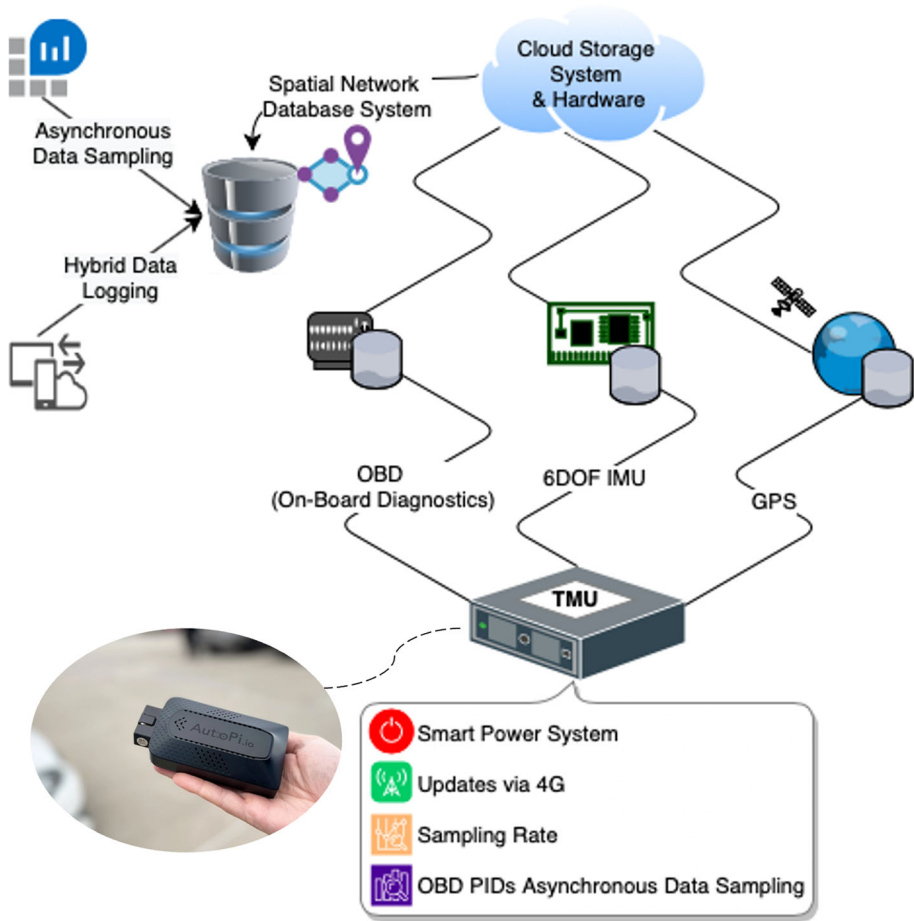 Cloud Storage
System
& Hardware
Spatial Network
Database System
Asynchronous
Data Sampling
Hybrid Data
Logging
OBD
(On-Board Diagnostics)
6DOF IMU
GPS
TMU
AutoPi.io
Smart Power System
Updates via 4G
Sampling Rate
OBD PIDs Asynchronous Data Sampling